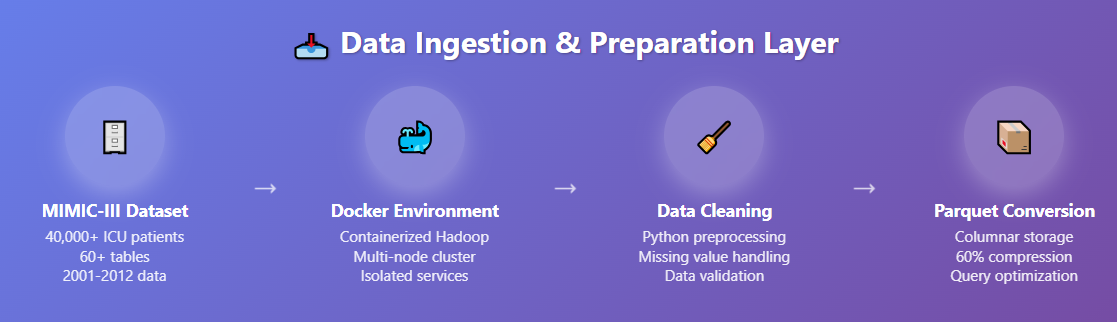 Data Ingestion & Preparation Layer
MIMIC-III Dataset
40,000+ ICU patients
60+ tables
2001-2012 data
→
Docker Environment
Containerized Hadoop
Multi-node cluster
Isolated services
→
Data Cleaning
Python preprocessing
Missing value handling
Data validation
→
Parquet Conversion
Columnar storage
60% compression
Query optimization